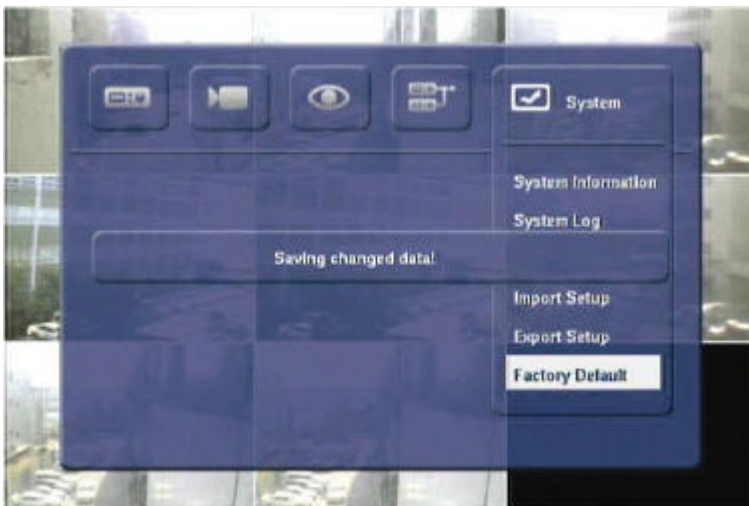 System
System Information
System Log
Saving changed data!
Import Setup
Export Setup
Factory Default